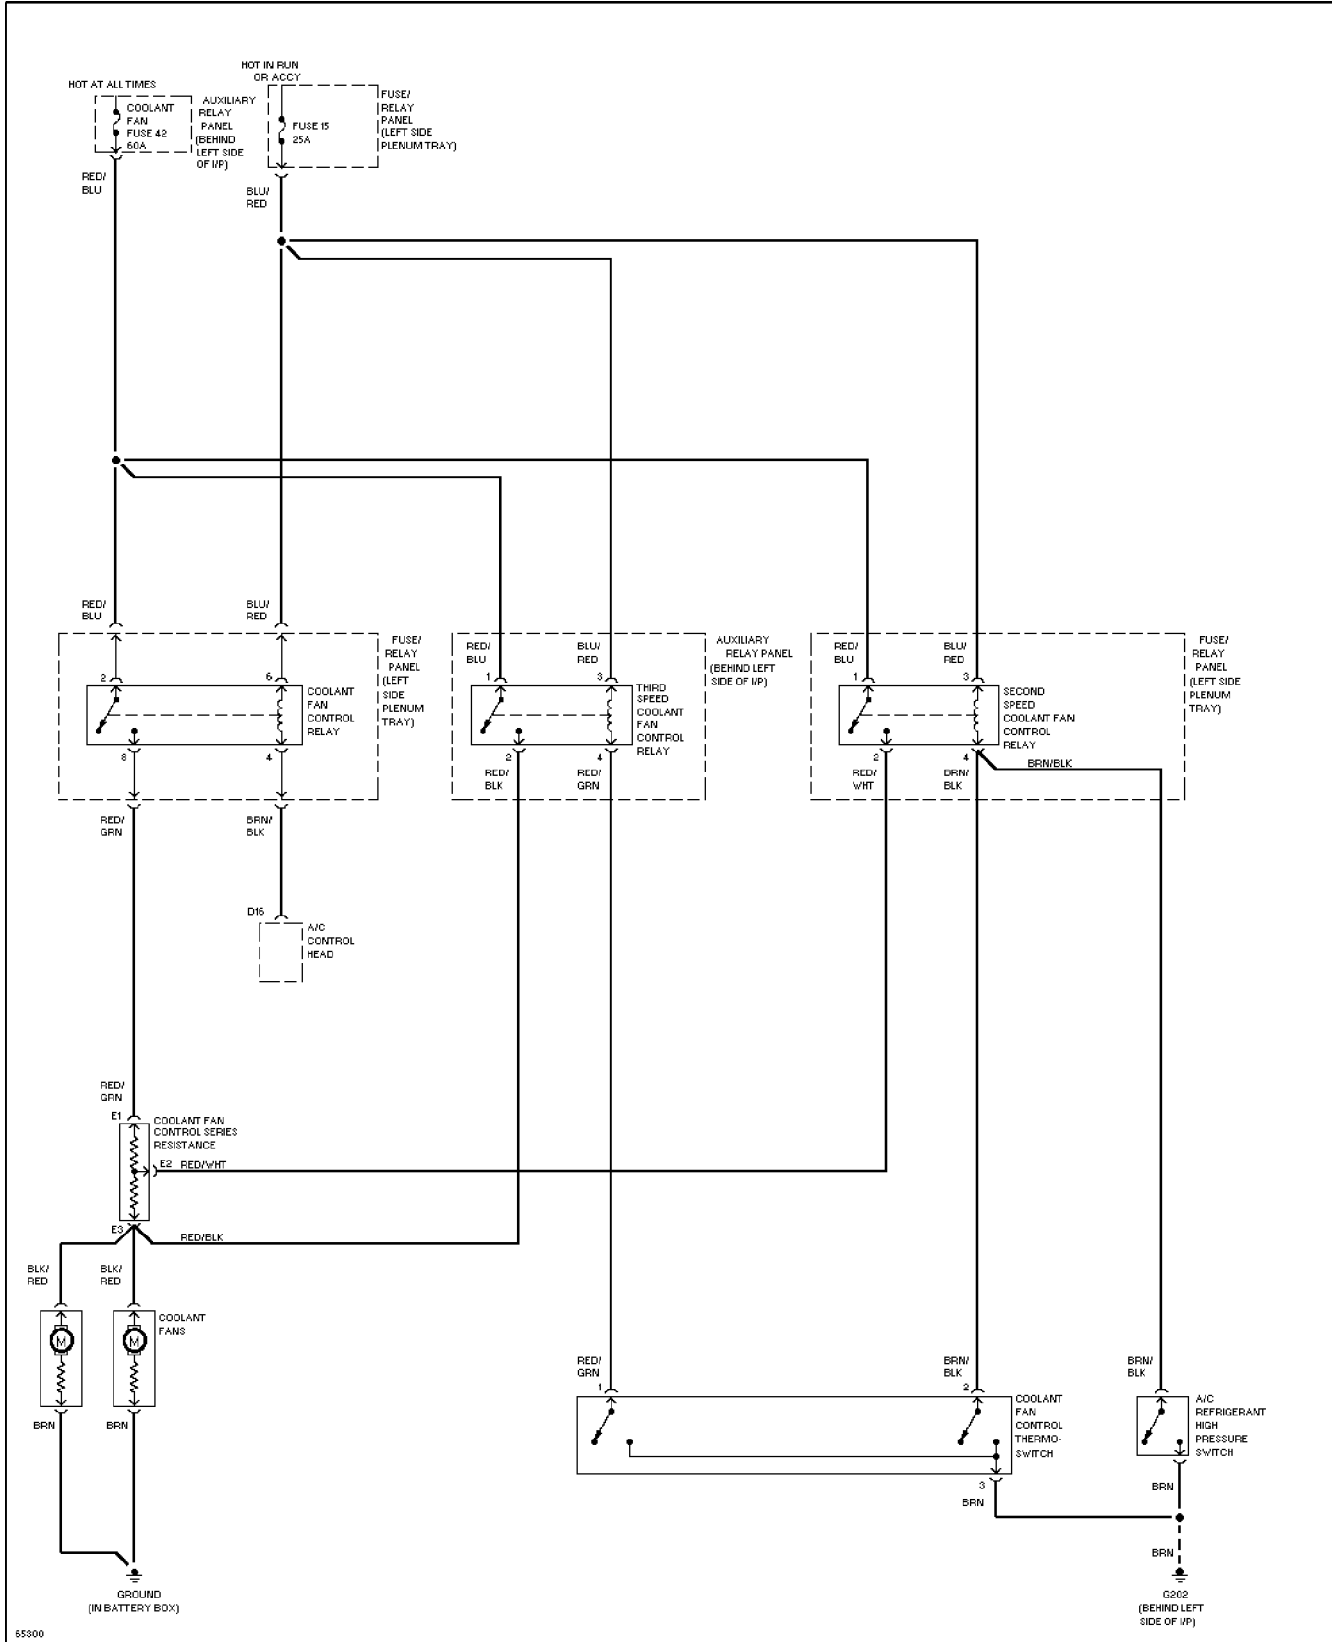 HOT AT ALL TIMES
COOLANT
FAN
FUSE 42
60A
AUXILIARY
RELAY
PANEL
(BEHIND
LEFT SIDE
OF I/P)
HOT IN RUN
OR ACCY
FUSE 15
25A
FUSE/
RELAY
PANEL
(LEFT SIDE
PLENUM TRAY)
RED/
BLU
BLU/
RED
RED/
BLU
BLU/
RED
2
6
COOLANT
FAN
CONTROL
RELAY
FUSE/
RELAY
PANEL
(LEFT
SIDE
PLENUM
TRAY)
8
4
RED/
BLU
BLU/
RED
1
3
THIRD
SPEED
COOLANT
FAN
CONTROL
RELAY
AUXILIARY
RELAY PANEL
(BEHIND LEFT
SIDE OF I/P)
2
4
RED/
BLK
RED/
GRN
RED/
BLU
BLU/
RED
1
3
SECOND
SPEED
COOLANT FAN
CONTROL
RELAY
FUSE/
RELAY
PANEL
(LEFT SIDE
PLENUM
TRAY)
2
4
BRN/BLK
RED/
WHT
BRN/
BLK
RED/
GRN
BRN/
BLK
D16
A/C
CONTROL
HEAD
RED/
GRN
E1
COOLANT FAN
CONTROL SERIES
RESISTANCE
E2 RED/WHT
E3
RED/BLK
BLK/
RED
BLK/
RED
M
M
COOLANT
FANS
BRN
BRN
GROUND
(IN BATTERY BOX)
RED/
GRN
1
BRN/
BLK
2
COOLANT
FAN
CONTROL
THERMO-
SWITCH
3
BRN
BRN/
BLK
A/C
REFRIGERANT
HIGH
PRESSURE
SWITCH
BRN
BRN
G202
(BEHIND LEFT
SIDE OF I/P)
65300